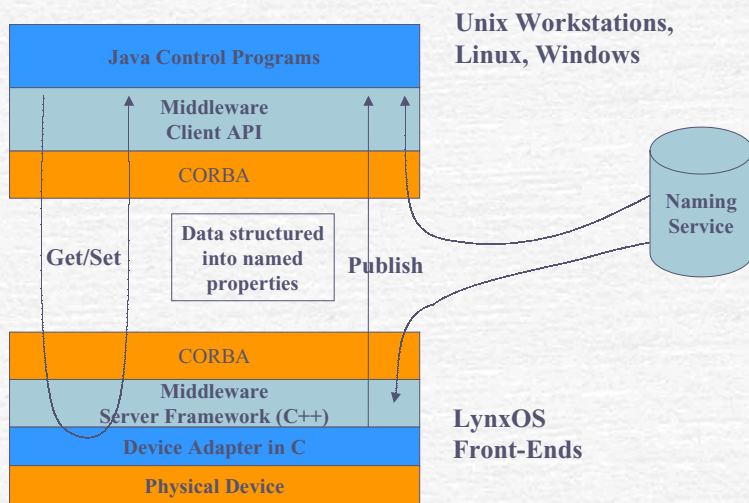 Unix Workstations,
Linux, Windows
Java Control Programs
Middleware
Client API
CORBA
Naming
Service
Data structured
into named
properties
Get/Set
Publish
CORBA
Middleware
Server Framework (C++)
LynxOS
Front-Ends
Device Adapter in C
Physical Device